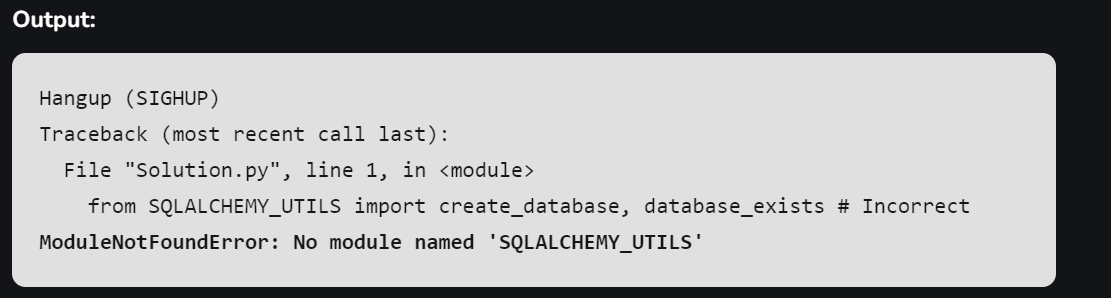 Output:
Hangup (SIGHUP)
Traceback (most recent call last):
  File "Solution.py", line 1, in <module>
    from SQLALCHEMY_UTILS import create_database, database_exists # Incorrect
ModuleNotFoundError: No module named 'SQLALCHEMY_UTILS'